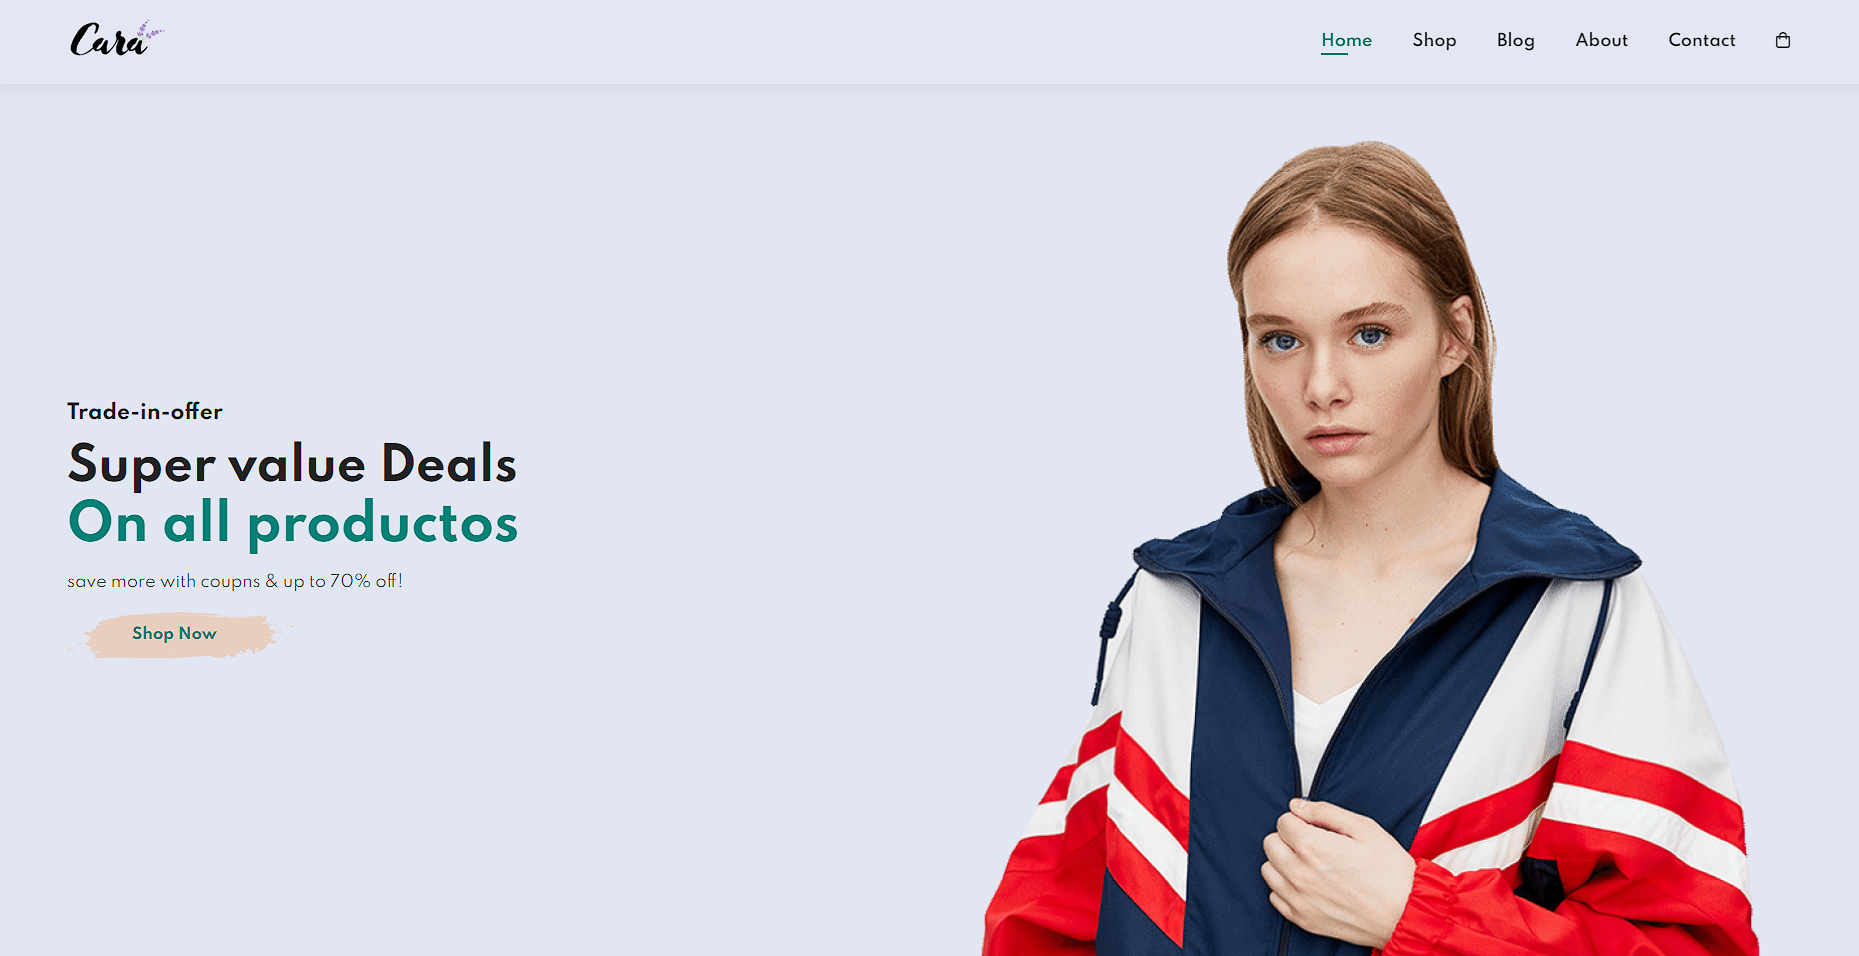 Cara
Home Shop Blog About Contact
Trade-in-offer
Super value Deals
On all productos
save more with coupns & up to 70% off!
Shop Now